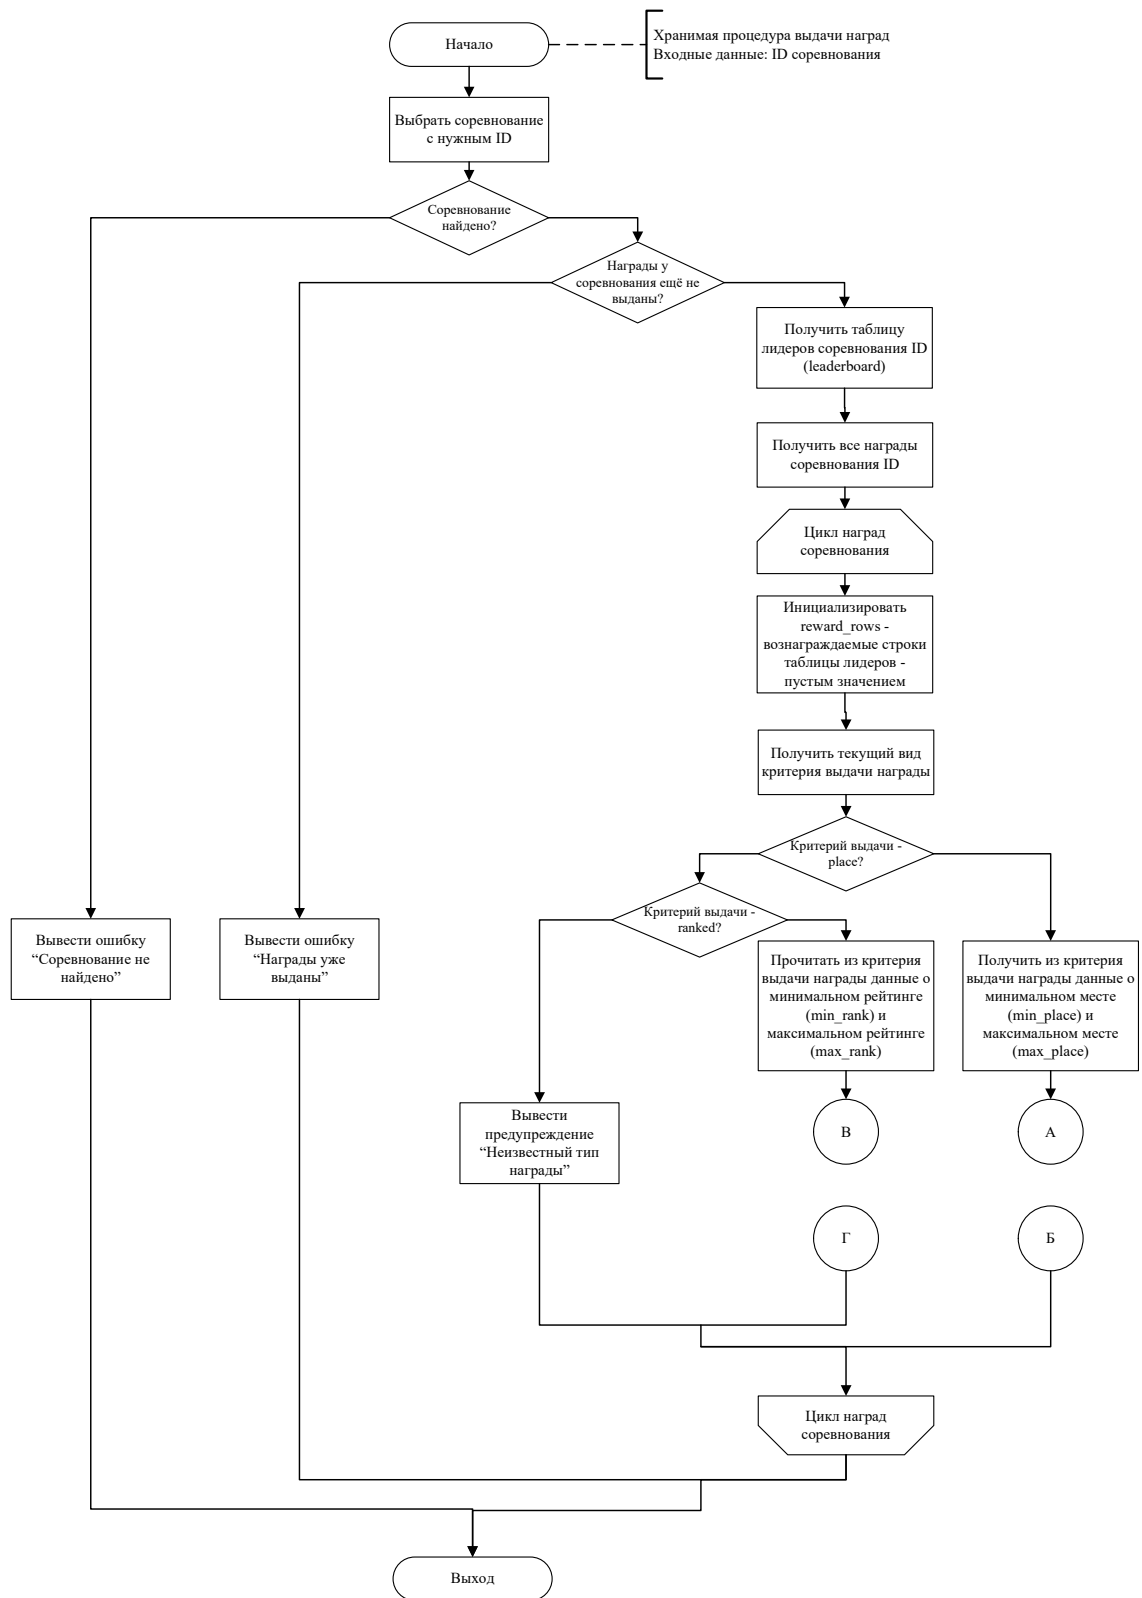 Начало
Хранимая процедура выдачи наград
Входные данные: ID соревнования
Выбрать соревнование
с нужным ID
Соревнование
найдено?
Награды у
соревнования ещё не
выданы?
Получить таблицу
лидеров соревнования ID
(leaderboard)
Получить все награды
соревнования ID
Цикл наград
соревнования
Инициализировать
reward_rows -
вознаграждаемые строки
таблицы лидеров -
пустым значением
Получить текущий вид
критерия выдачи награды
Критерий выдачи -
place?
Критерий выдачи -
ranked?
Вывести ошибку
“Соревнование не
найдено”
Вывести ошибку
“Награды уже
выданы”
Прочитать из критерия
выдачи награды данные о
минимальном рейтинге
(min_rank) и
максимальном рейтинге
(max_rank)
Получить из критерия
выдачи награды данные о
минимальном месте
(min_place) и
максимальном месте
(max_place)
Вывести
предупреждение
“Неизвестный тип
награды”
В
А
Г
Б
Цикл наград
соревнования
Выход